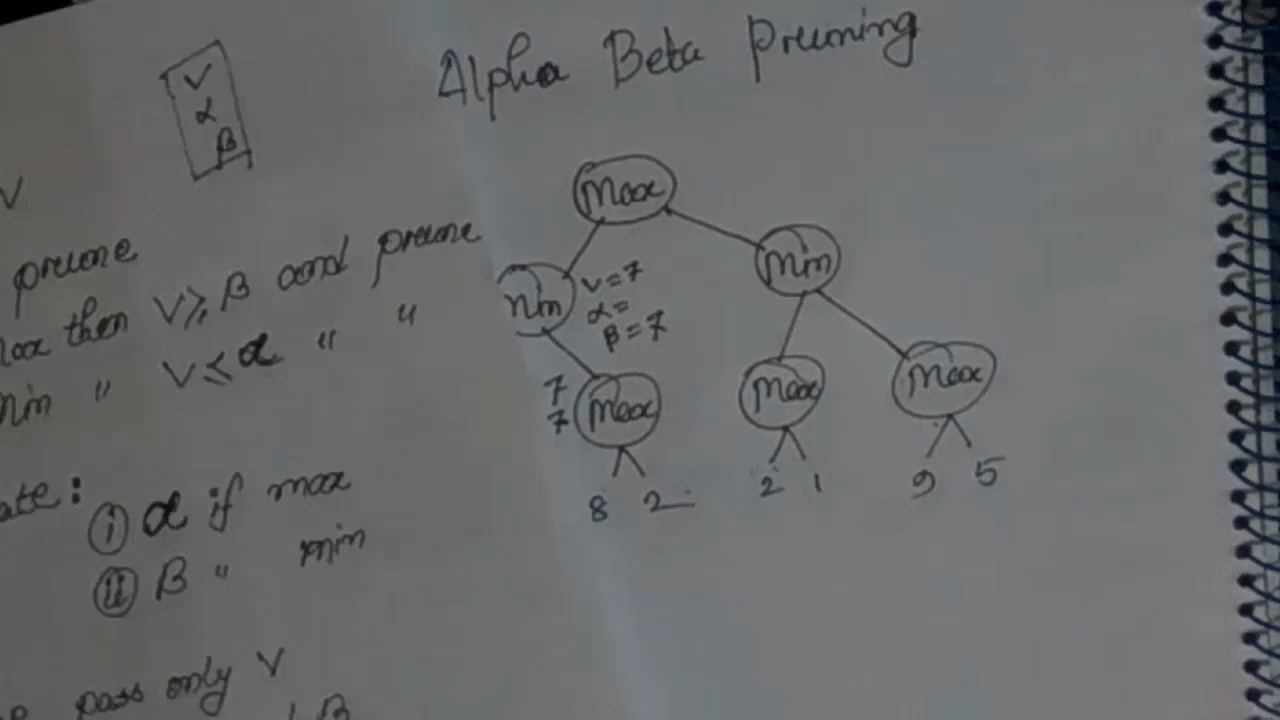 Alpha Beta Pruning
V
α
β
V
prune
then V ≥ β and prune
min " V ≤ α " "
: (i) α if max
(ii) β " min
pass only V
β
Max
Min
V = 7
α =
β = 7
Min
7
7
Max
Max
Max
8 2
2 1
9 5